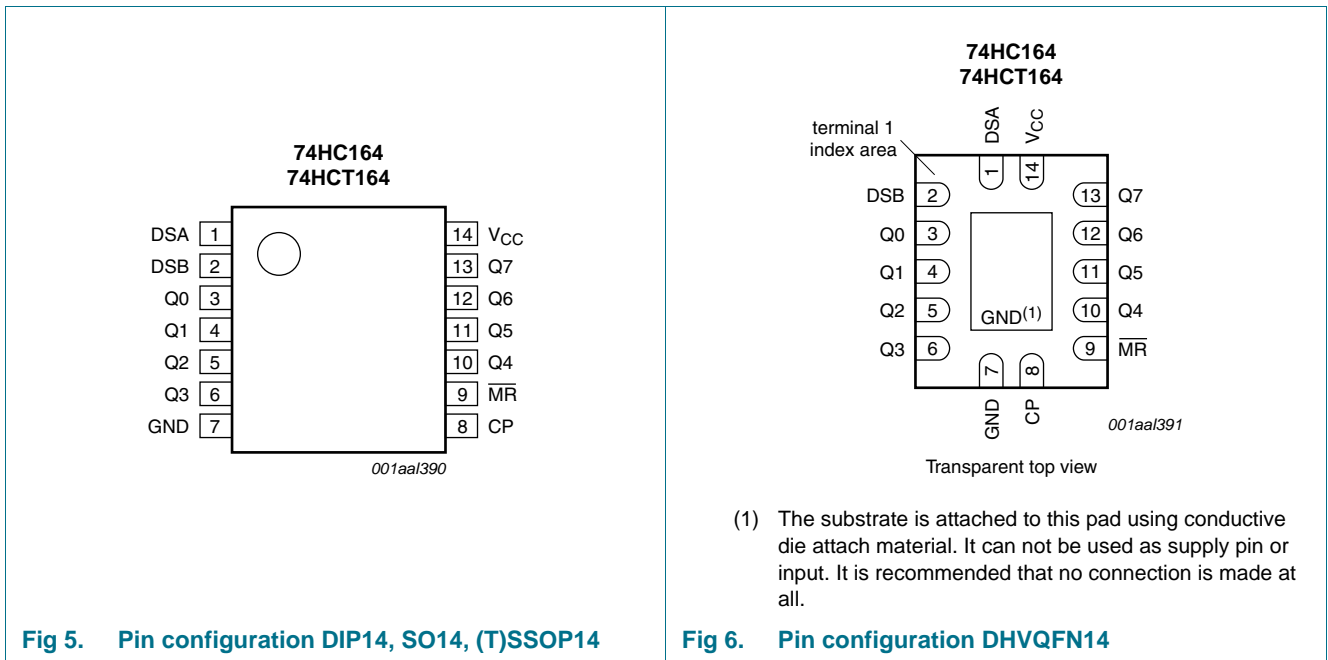 74HC164
74HCT164
DSA 1
DSB 2
Q0 3
Q1 4
Q2 5
Q3 6
GND 7
14 VCC
13 Q7
12 Q6
11 Q5
10 Q4
9 M̅R̅
8 CP
001aal390
Fig 5. Pin configuration DIP14, SO14, (T)SSOP14
74HC164
74HCT164
terminal 1
index area
DSA
VCC
1
14
DSB 2
Q0 3
Q1 4
Q2 5
Q3 6
13 Q7
12 Q6
11 Q5
10 Q4
9 M̅R̅
GND(1)
7
8
GND
CP
001aal391
Transparent top view
(1) The substrate is attached to this pad using conductive
die attach material. It can not be used as supply pin or
input. It is recommended that no connection is made at
all.
Fig 6. Pin configuration DHVQFN14